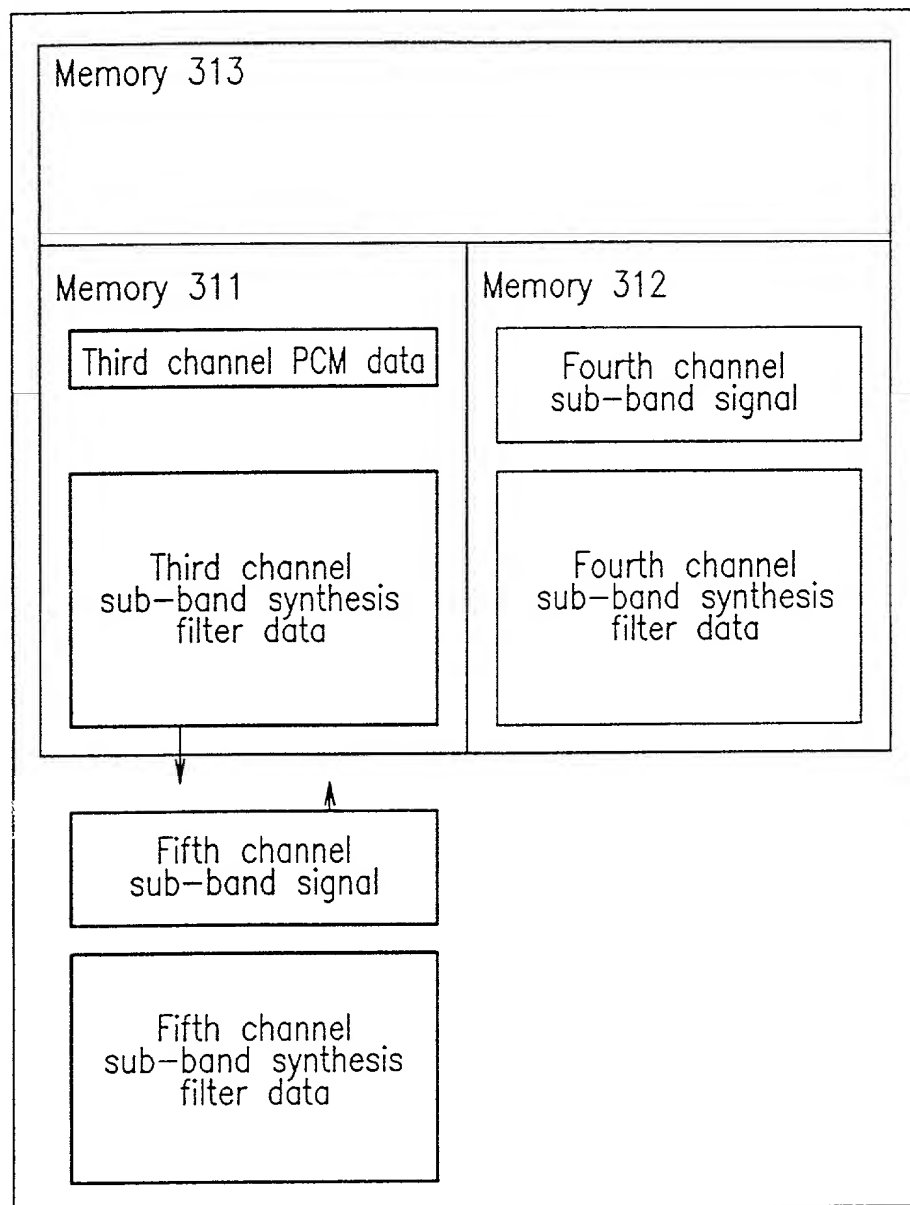 Memory 313
Memory 311
Third channel PCM data
Third channel
sub-band synthesis
filter data
Memory 312
Fourth channel
sub-band signal
Fourth channel
sub-band synthesis
filter data
Fifth channel
sub-band signal
Fifth channel
sub-band synthesis
filter data